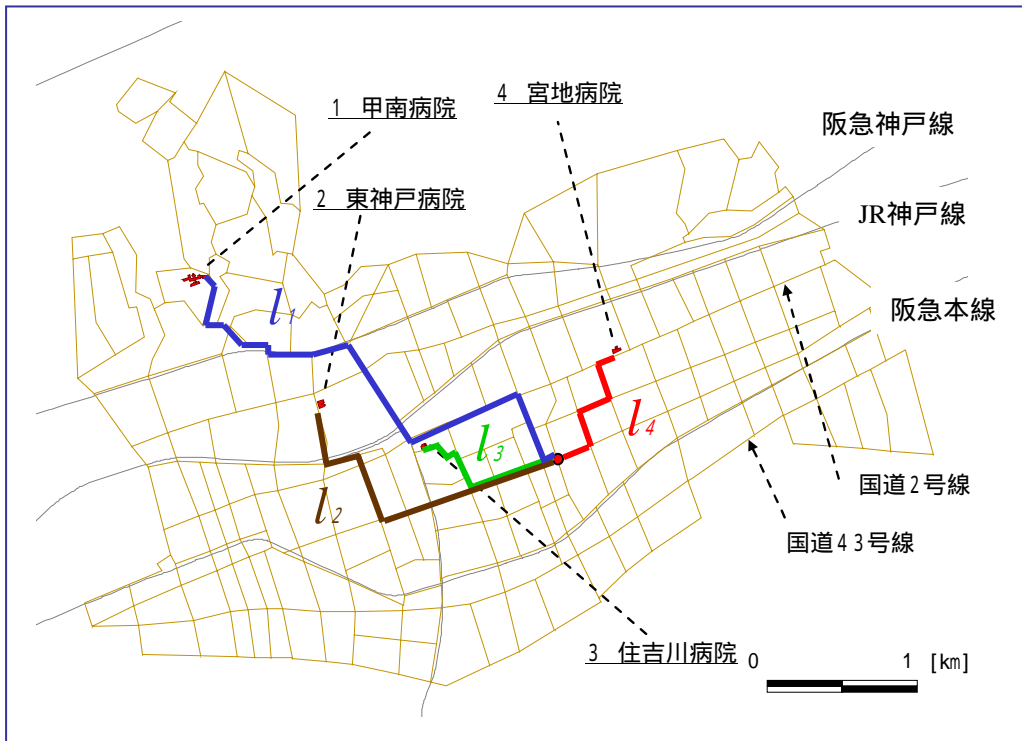 4 宮地病院
1 甲南病院
阪急神戸線
2 東神戸病院
JR神戸線
l1
阪急本線
l4
l3
国道2号線
l2
国道43号線
3 住吉川病院
0 1 [km]